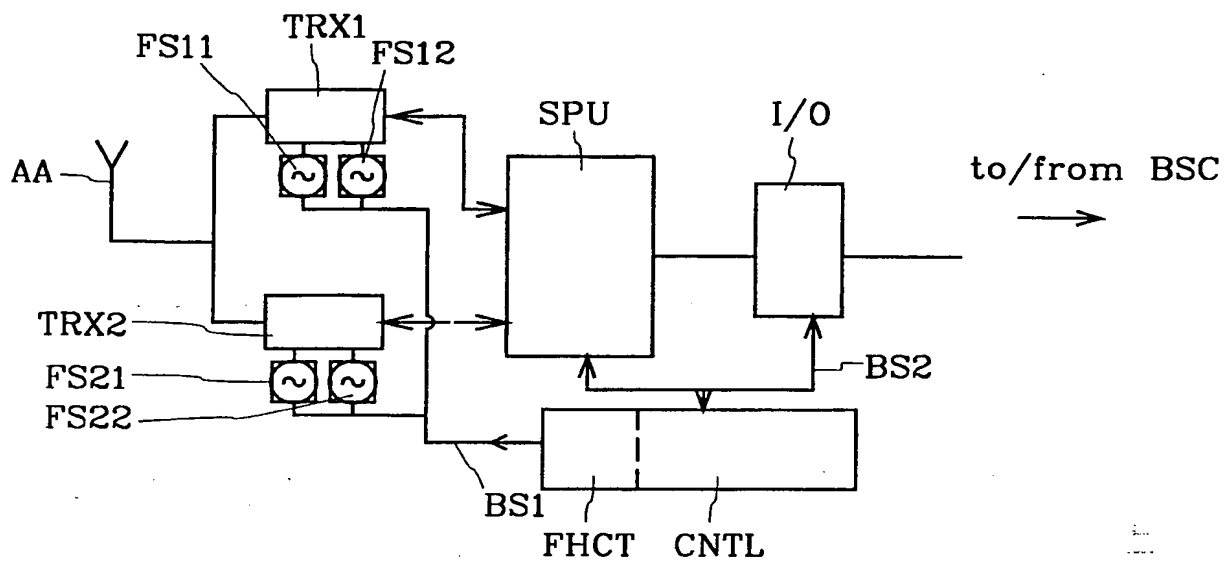 TRX1
FS11
FS12
SPU
I/O
AA
to/from BSC
TRX2
FS21
FS22
BS2
BS1
FHCT
CNTL